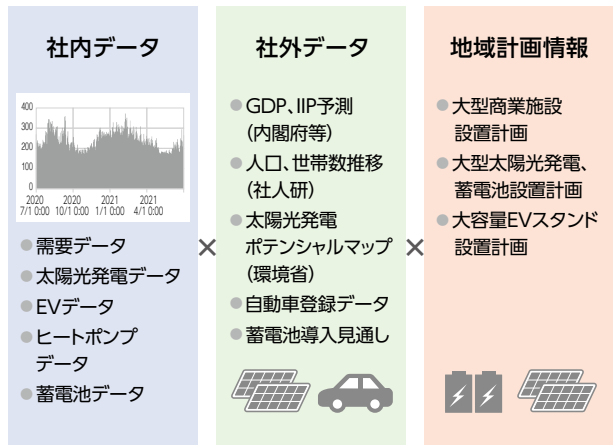 社内データ
400
300
200
100
0
2020 2020 2021 2021
7/1 0:00 10/1 0:00 1/1 0:00 4/1 0:00
●需要データ
●太陽光発電データ
●EVデータ
●ヒートポンプ
データ
●蓄電池データ
×
社外データ
●GDP、IIP予測
(内閣府等)
●人口、世帯数推移
(社人研)
●太陽光発電
ポテンシャルマップ
(環境省)
●自動車登録データ
●蓄電池導入見通し
×
地域計画情報
●大型商業施設
設置計画
●大型太陽光発電、
蓄電池設置計画
●大容量EVスタンド
設置計画